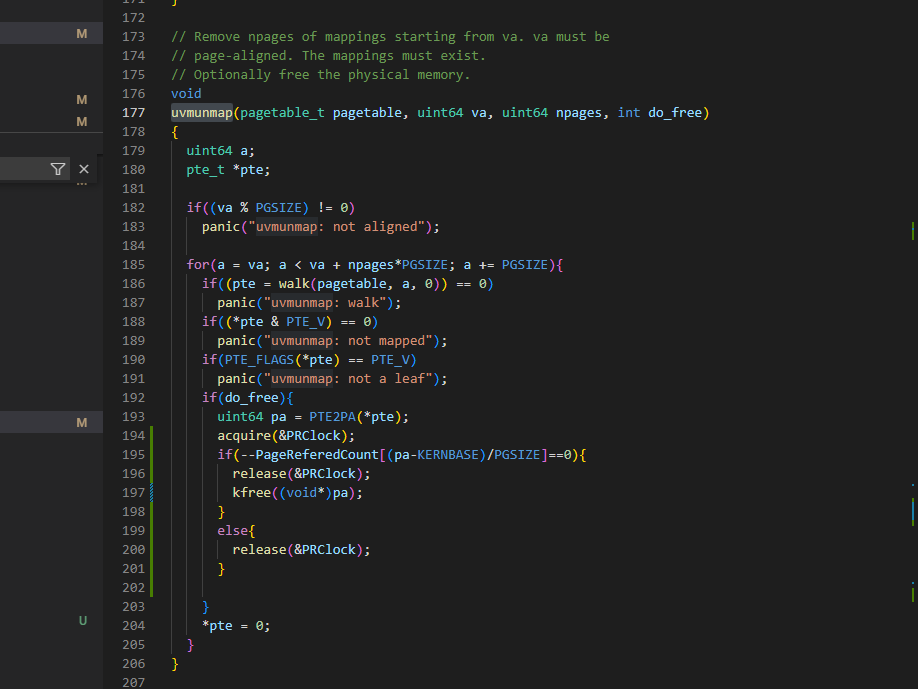 171 }
172
M
173 // Remove npages of mappings starting from va. va must be
174 // page-aligned. The mappings must exist.
175 // Optionally free the physical memory.
176 void
M
177 uvmunmap(pagetable_t pagetable, uint64 va, uint64 npages, int do_free)
M
178 {
179   uint64 a;
180   pte_t *pte;
181
182   if((va % PGSIZE) != 0)
183     panic("uvmunmap: not aligned");
184
185   for(a = va; a < va + npages*PGSIZE; a += PGSIZE){
186     if((pte = walk(pagetable, a, 0)) == 0)
187       panic("uvmunmap: walk");
188     if((*pte & PTE_V) == 0)
189       panic("uvmunmap: not mapped");
190     if(PTE_FLAGS(*pte) == PTE_V)
191       panic("uvmunmap: not a leaf");
192     if(do_free){
193       uint64 pa = PTE2PA(*pte);
M
194       acquire(&PRClock);
195       if(--PageReferedCount[(pa-KERNBASE)/PGSIZE]==0){
196         release(&PRClock);
197         kfree((void*)pa);
198       }
199       else{
200         release(&PRClock);
201       }
202
203     }
204     *pte = 0;
U
205   }
206 }
207